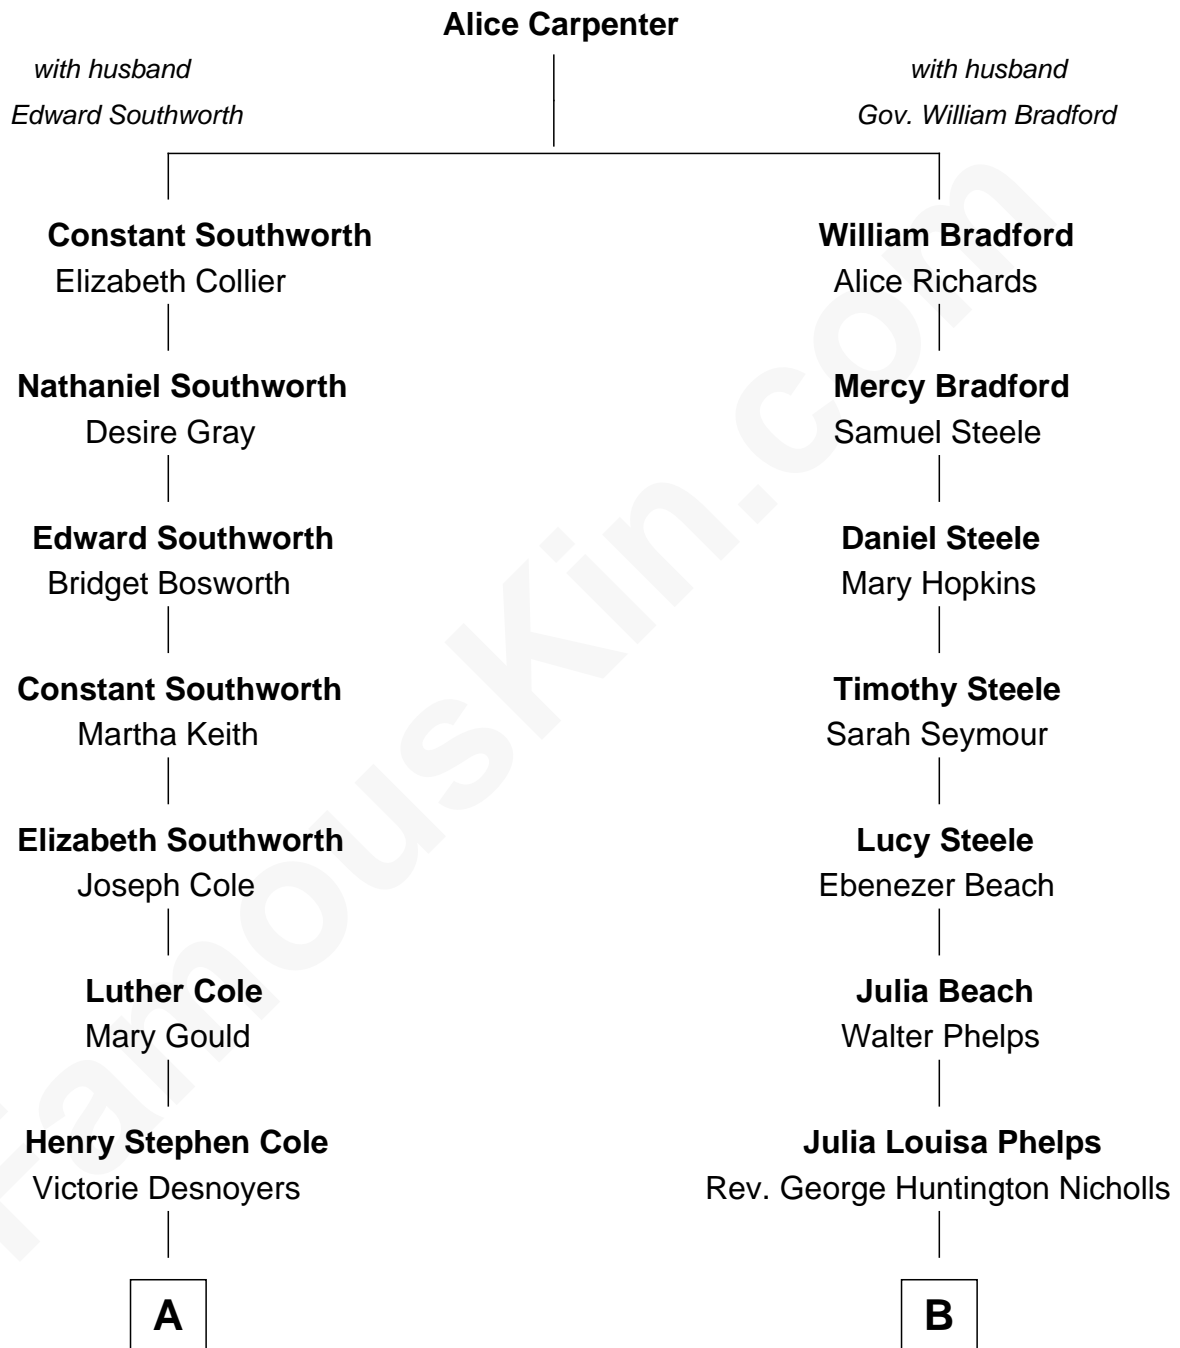 Alice Carpenter
with husband
Edward Southworth
with husband
Gov. William Bradford
Constant Southworth
Elizabeth Collier
William Bradford
Alice Richards
Nathaniel Southworth
Desire Gray
Mercy Bradford
Samuel Steele
Edward Southworth
Bridget Bosworth
Daniel Steele
Mary Hopkins
Constant Southworth
Martha Keith
Timothy Steele
Sarah Seymour
Elizabeth Southworth
Joseph Cole
Lucy Steele
Ebenezer Beach
Luther Cole
Mary Gould
Julia Beach
Walter Phelps
Henry Stephen Cole
Victorie Desnoyers
Julia Louisa Phelps
Rev. George Huntington Nicholls
A
B
FamousKin.com